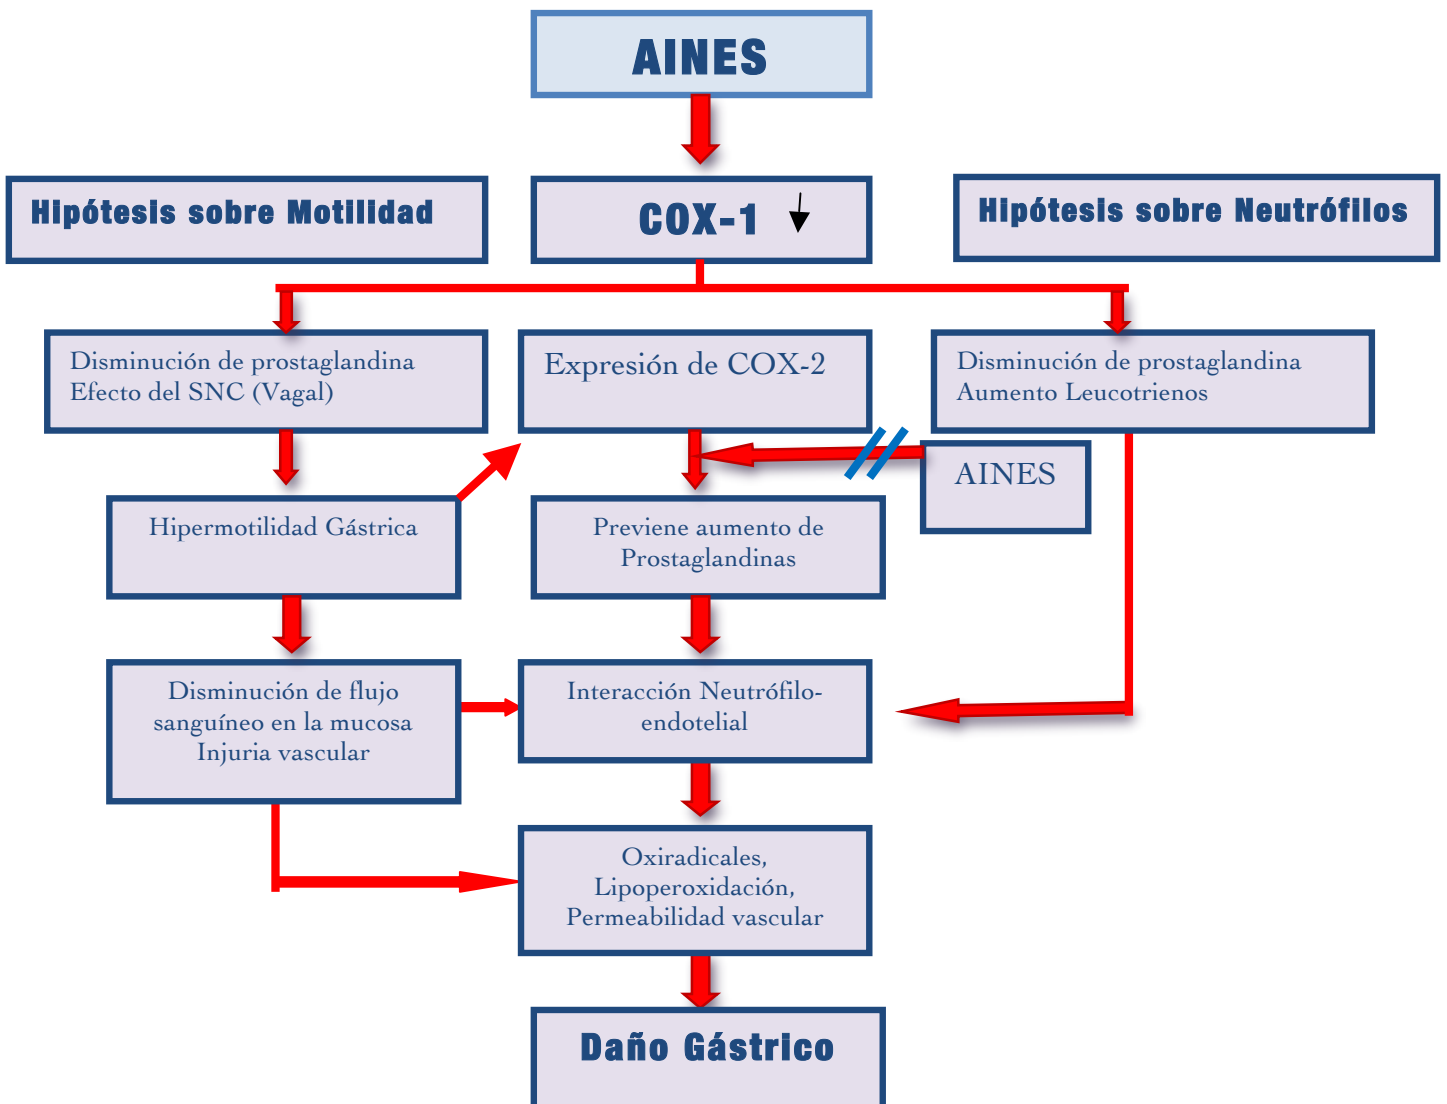 AINES
Hipótesis sobre Motilidad
COX-1
Hipótesis sobre Neutrófilos
Disminución de prostaglandina
Efecto del SNC (Vagal)
Expresión de COX-2
Disminución de prostaglandina
Aumento Leucotrienos
AINES
Hipermotilidad Gástrica
Previene aumento de
Prostaglandinas
Disminución de flujo
sanguíneo en la mucosa
Injuria vascular
Interacción Neutrófilo-
endotelial
Oxiradicales,
Lipoperoxidación,
Permeabilidad vascular
Daño Gástrico